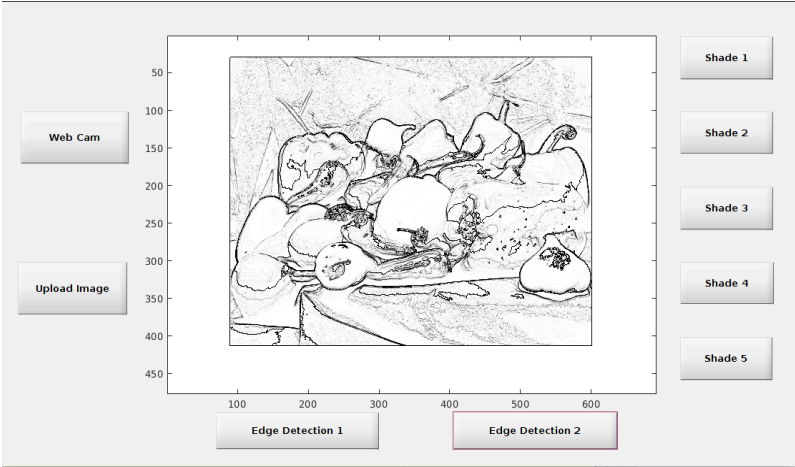 Web Cam
Upload Image
50
100
150
200
250
300
350
400
450
100
200
300
400
500
600
Edge Detection 1
Edge Detection 2
Shade 1
Shade 2
Shade 3
Shade 4
Shade 5